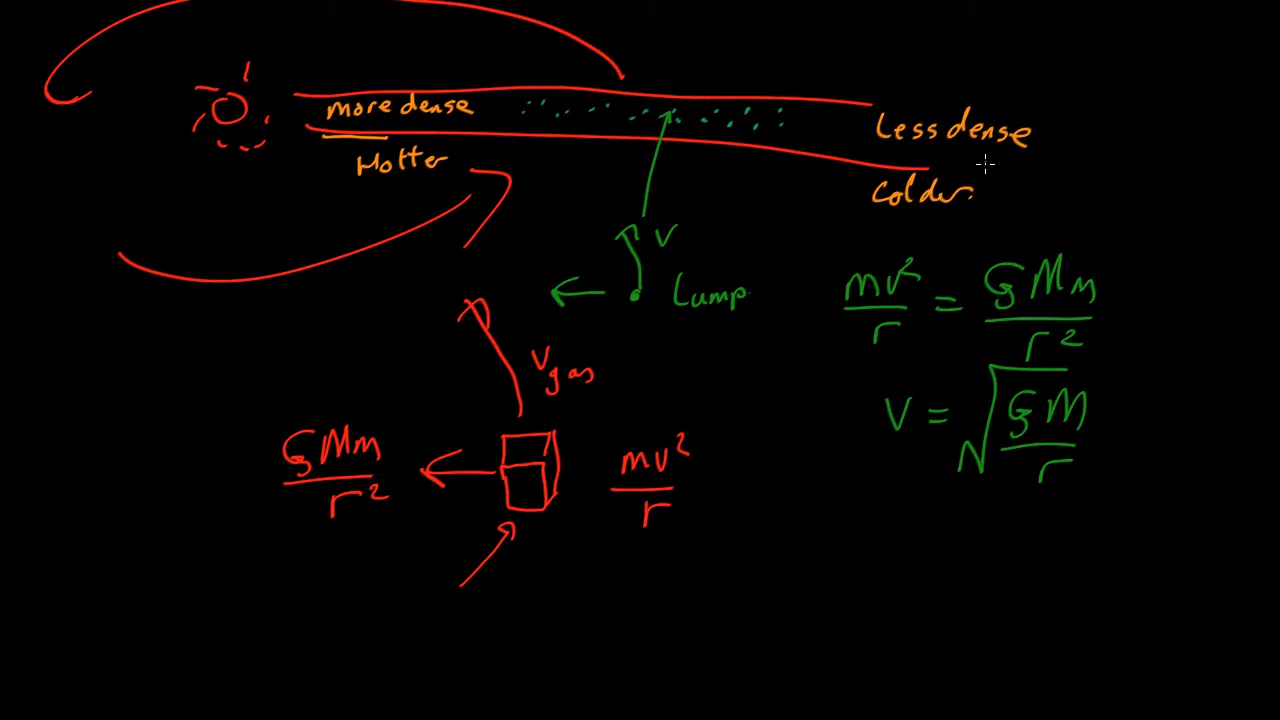 more dense
Less dense
Hotter
Colder
V
Lump
mv²/r = GMm/r²
Vgas
V = √(GM/r)
GMm/r²
mv²/r